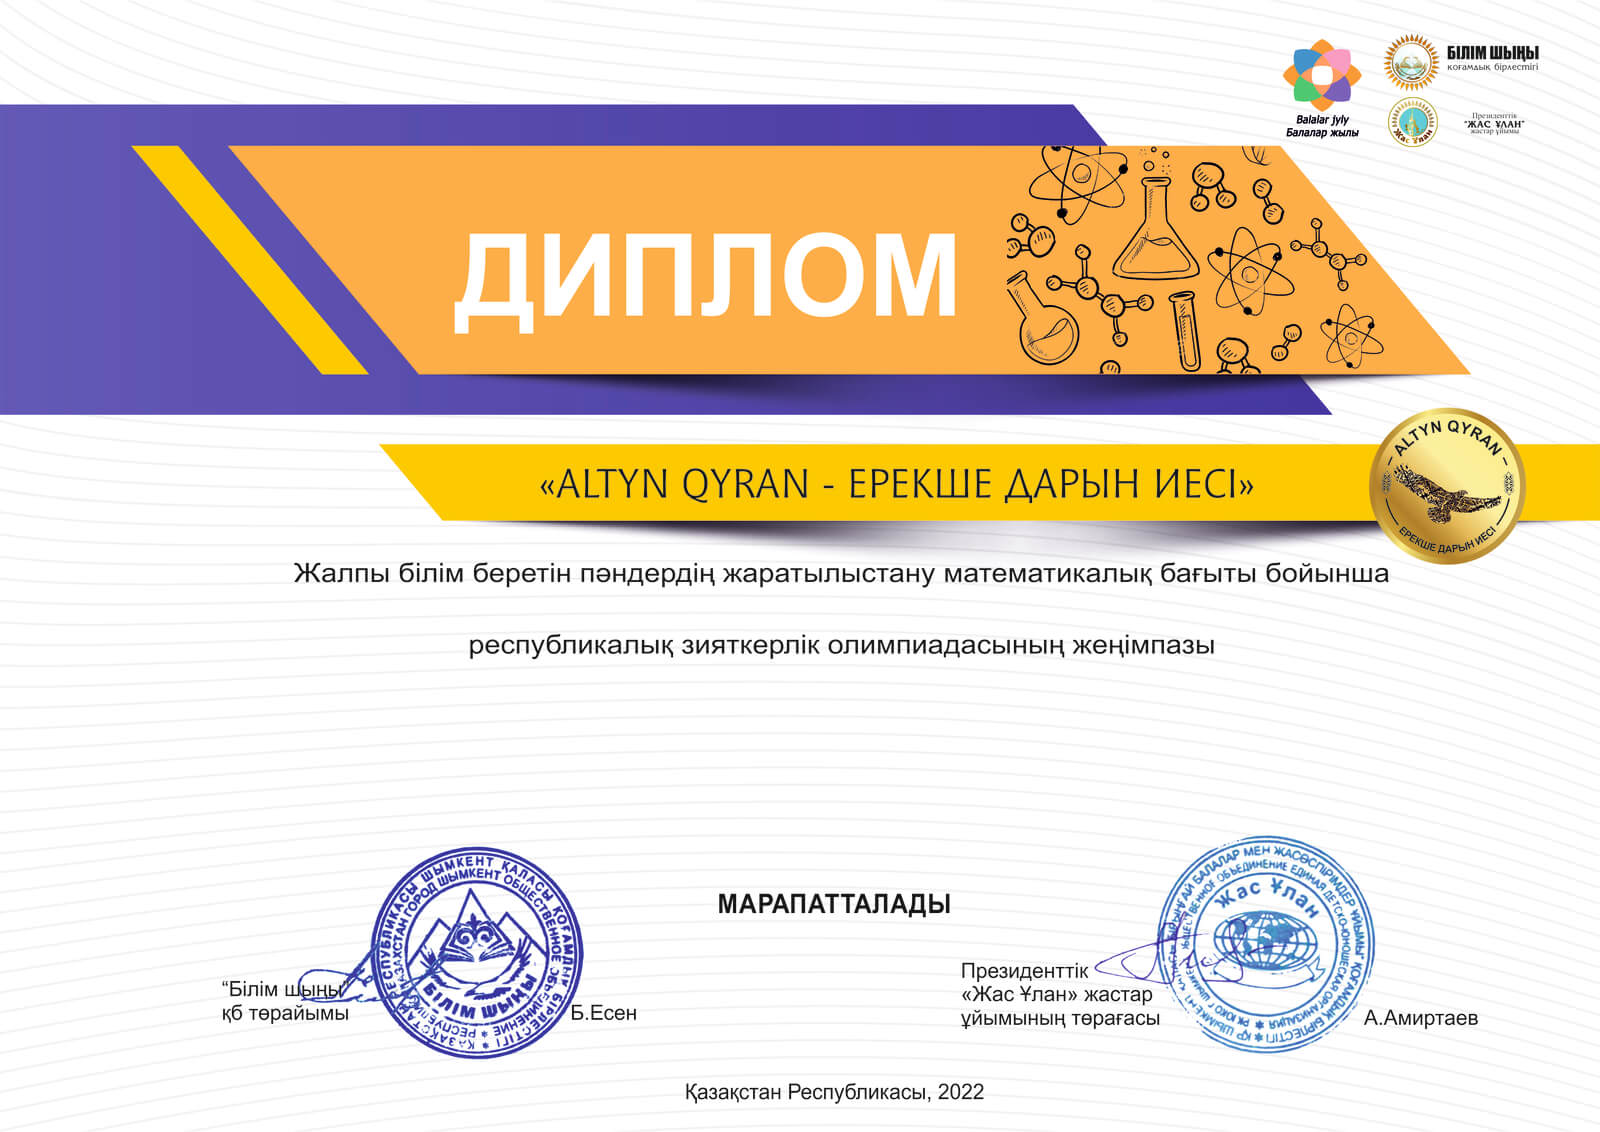 Balalar jyly
Балалар жылы
БІЛІМ ШЫҢЫ
қоғамдық бірлестігі
Жас Ұлан
Президенттік
"ЖАС ҰЛАН"
жастар ұйымы
ДИПЛОМ
«ALTYN QYRAN - ЕРЕКШЕ ДАРЫН ИЕСІ»
ALTYN QYRAN
ЕРЕКШЕ ДАРЫН ИЕСІ
Жалпы білім беретін пәндердің жаратылыстану математикалық бағыты бойынша
республикалық зияткерлік олимпиадасының жеңімпазы
МАРАПАТТАЛАДЫ
“Білім шыңы”
қб төрайымы
ҚАЗАҚСТАН РЕСПУБЛИКАСЫ ШЫМКЕНТ ҚАЛАСЫ ҚОҒАМДЫҚ БІРЛЕСТІГІ
РЕСПУБЛИКА КАЗАХСТАН ГОРОД ШЫМКЕНТ ОБЩЕСТВЕННОЕ ОБЪЕДИНЕНИЕ
БІЛІМ ШЫҢЫ
Б.Есен
Президенттік
«Жас Ұлан» жастар
ұйымының төрағасы
БІРЫҢҒАЙ БАЛАЛАР МЕН ЖАСӨСПІРІМДЕР ҰЙЫМЫ" ҚОҒАМДЫҚ БІРЛЕСТІГІ
ОБЩЕСТВЕННОЕ ОБЪЕДИНЕНИЕ ЕДИНАЯ ДЕТСКО-ЮНОШЕСКАЯ ОРГАНИЗАЦИЯ
Жас Ұлан
А.Амиртаев
Қазақстан Республикасы, 2022